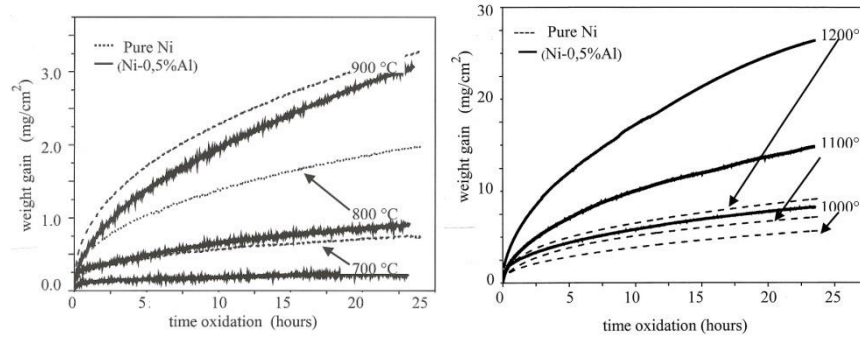 Pure Ni
(Ni-0,5%Al)
900 °C
800 °C
700 °C
3.0
2.0
1.0
0.0
0
5
10
15
20
25
weight gain (mg/cm²)
time oxidation (hours)
Pure Ni
(Ni-0,5%Al)
1200°
1100°
1000°
30
25
20
10
0
0
5
10
15
20
25
weight gain (mg/cm²)
time oxidation (hours)